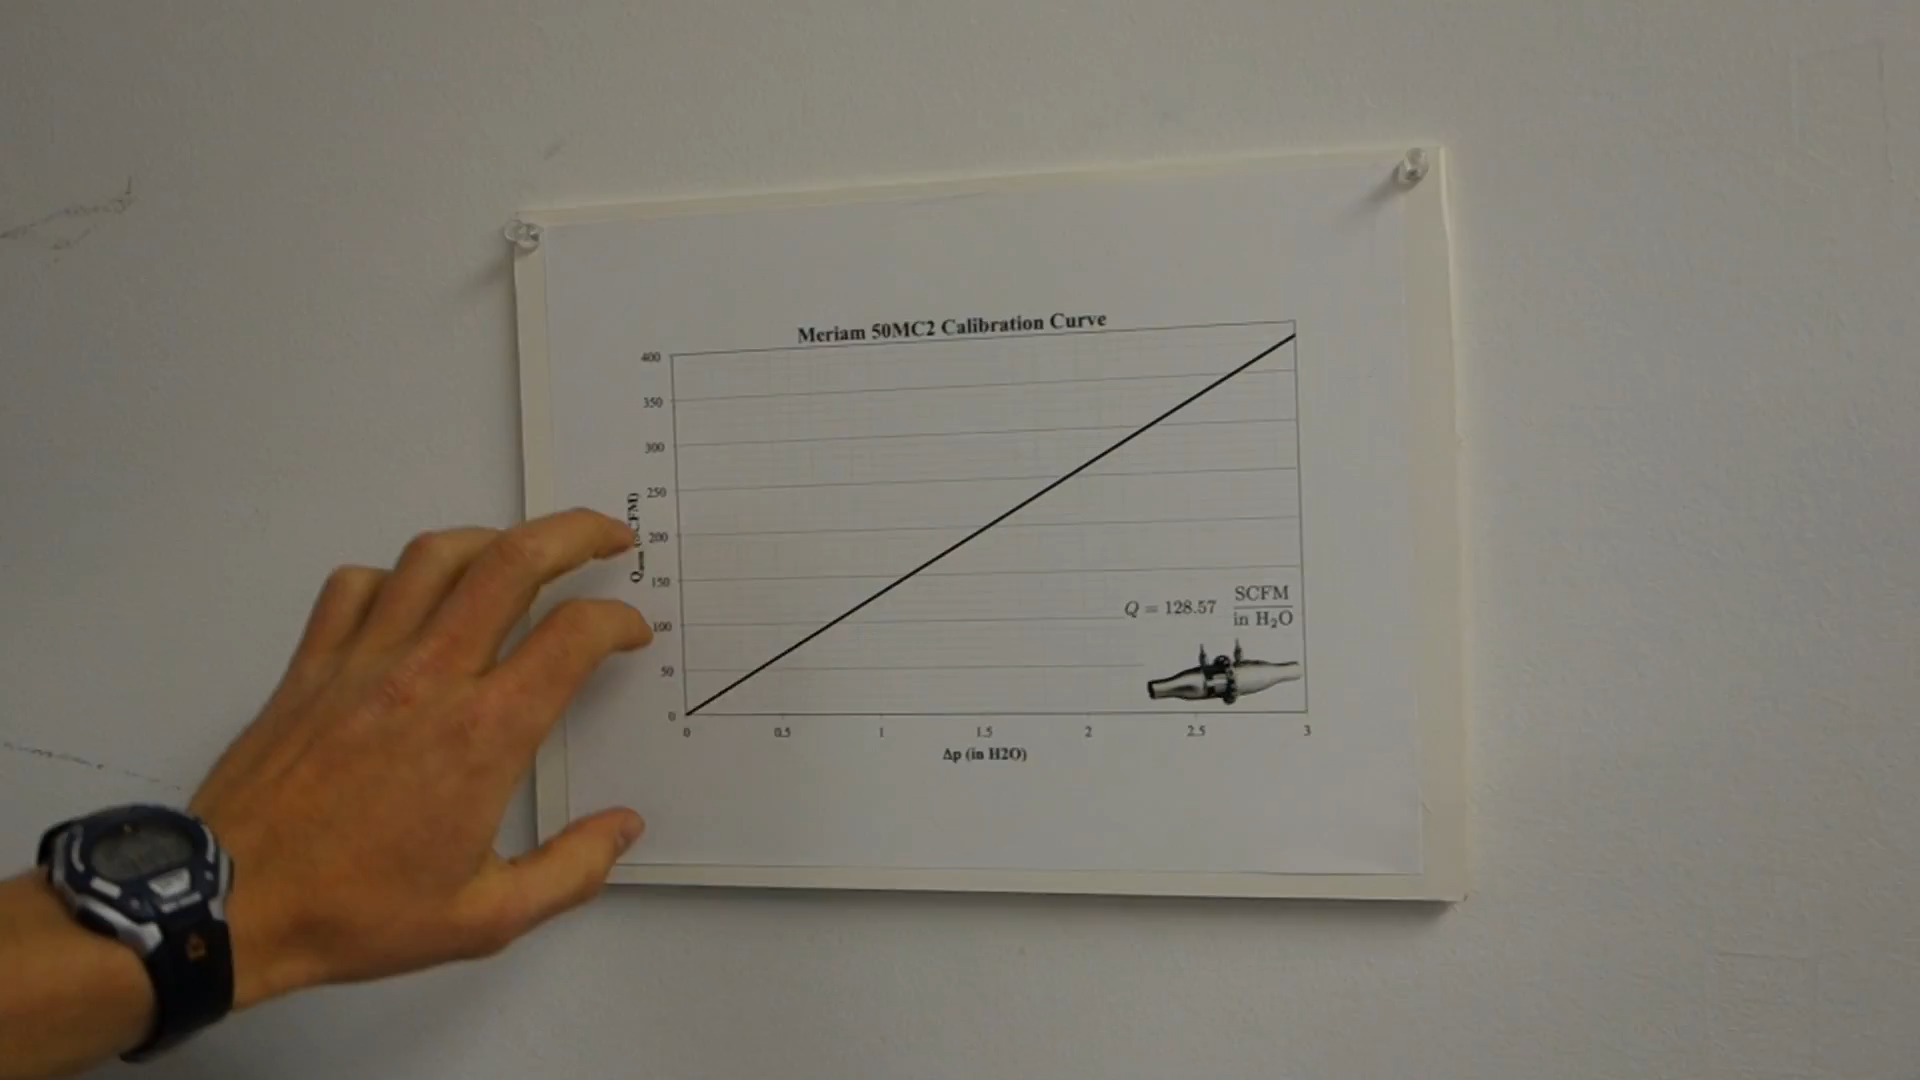 Meriam 50MC2 Calibration Curve
400
350
300
250
200
150
100
50
0
0 0.5 1 1.5 2 2.5 3
Δp (in H2O)
Q = 128.57 SCFM
in H₂O